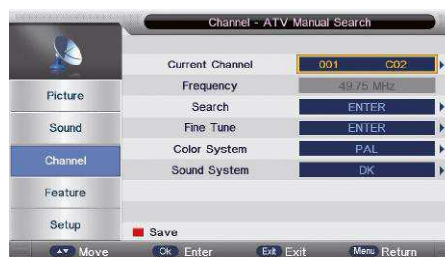 Channel - ATV Manual Search
Current Channel 001 C02
Frequency 49.75 MHz
Search ENTER
Fine Tune ENTER
Color System PAL
Sound System DK
Picture
Sound
Channel
Feature
Setup
Save
Move Ok Enter Exit Exit Menu Return